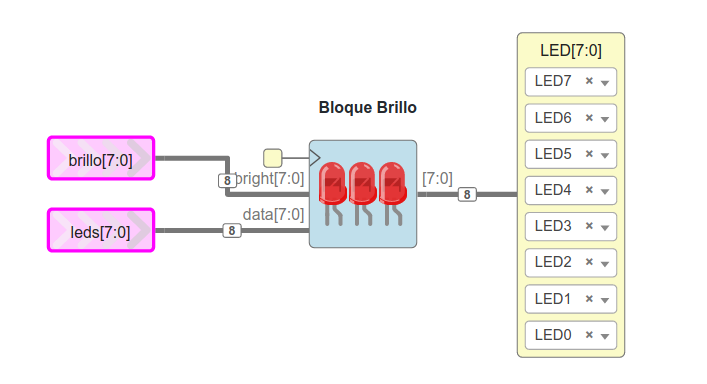 LED[7:0]
LED7 × ▾
LED6 × ▾
Bloque Brillo
brillo[7:0]
LED5 × ▾
8
bright[7:0]
[7:0]
8
LED4 × ▾
data[7:0]
leds[7:0]
8
LED3 × ▾
LED2 × ▾
LED1 × ▾
LED0 × ▾